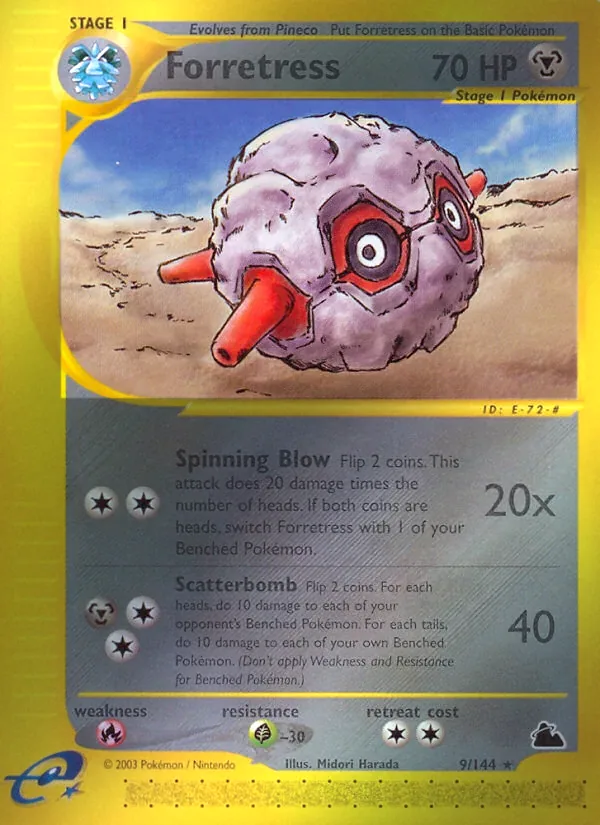 STAGE 1
Evolves from Pineco Put Forretress on the Basic Pokémon
Forretress 70 HP
Stage 1 Pokémon
ID: E-72-#
Spinning Blow Flip 2 coins. This
attack does 20 damage times the
number of heads. If both coins are
heads, switch Forretress with 1 of your
Benched Pokémon.
20x
Scatterbomb Flip 2 coins. For each
heads, do 10 damage to each of your
opponent's Benched Pokémon. For each tails,
do 10 damage to each of your own Benched
Pokémon. (Don't apply Weakness and Resistance
for Benched Pokémon.)
40
weakness resistance retreat cost
-30
© 2003 Pokémon / Nintendo Illus. Midori Harada 9/144 ★
e